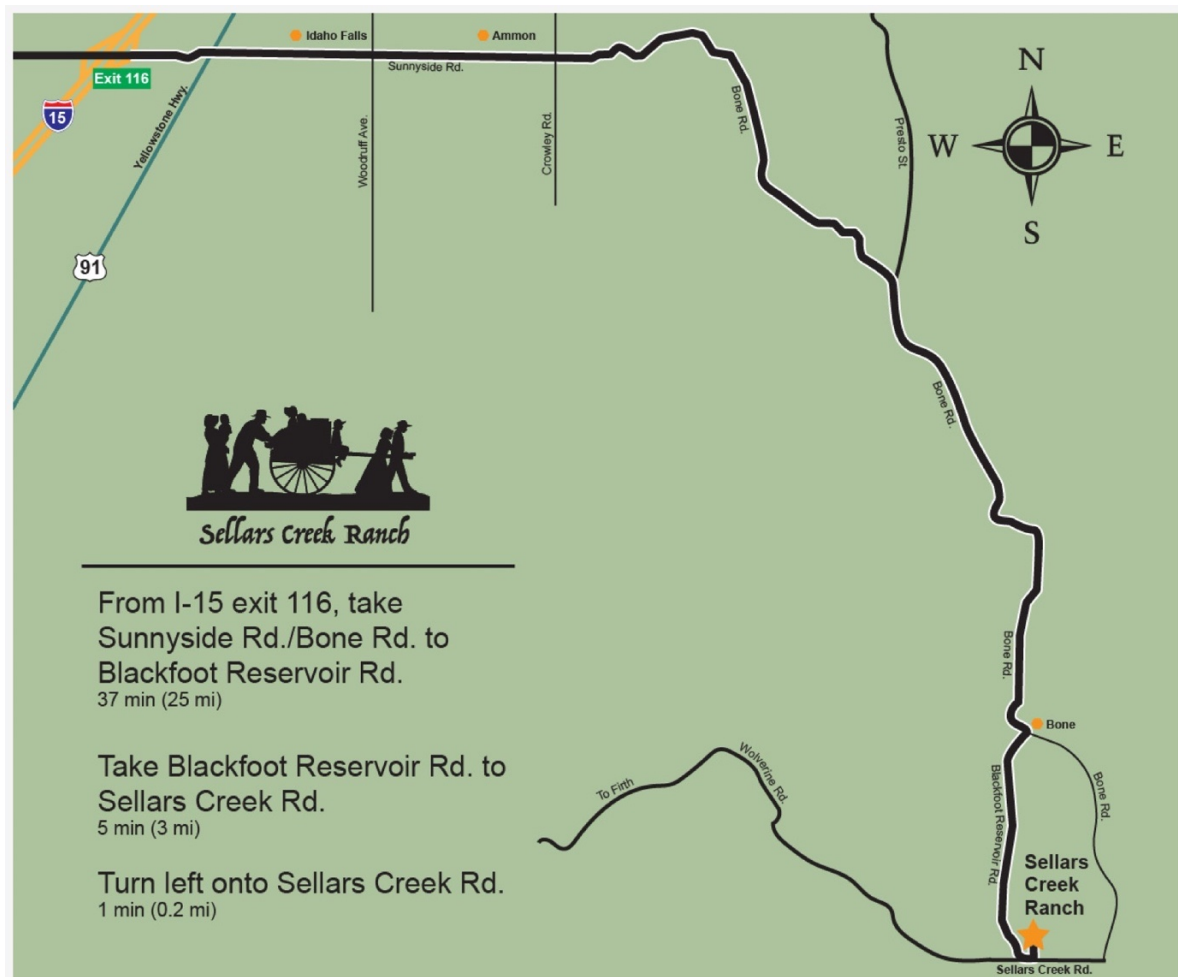 Idaho Falls
Ammon
Exit 116
15
Yellowstone Hwy.
91
Sunnyside Rd.
Woodruff Ave.
Crowley Rd.
Bone Rd.
Presto St.
N
W
E
S
Bone Rd.
Sellars Creek Ranch
From I-15 exit 116, take
Sunnyside Rd./Bone Rd. to
Blackfoot Reservoir Rd.
37 min (25 mi)
Take Blackfoot Reservoir Rd. to
Sellars Creek Rd.
5 min (3 mi)
Turn left onto Sellars Creek Rd.
1 min (0.2 mi)
Bone Rd.
Bone
To Firth
Wolverine Rd.
Blackfoot Reservoir Rd.
Bone Rd.
Sellars
Creek
Ranch
Sellars Creek Rd.